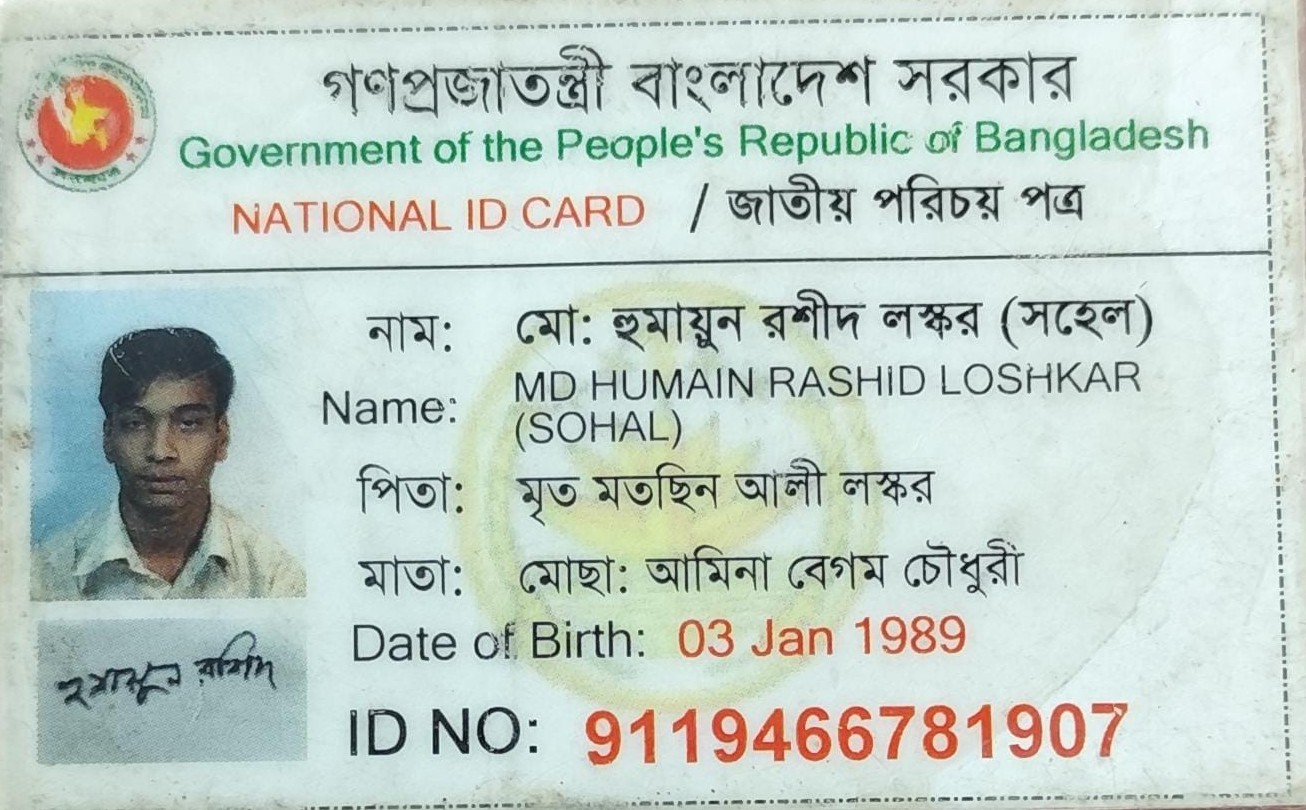 গণপ্রজাতন্ত্রী বাংলাদেশ সরকার
Government of the People's Republic of Bangladesh
NATIONAL ID CARD / জাতীয় পরিচয় পত্র
নাম: মো: হুমায়ুন রশীদ লস্কর (সহেল)
Name: MD HUMAIN RASHID LOSHKAR
(SOHAL)
পিতা: মৃত মতছিন আলী লস্কর
মাতা: মোছা: আমিনা বেগম চৌধুরী
Date of Birth: 03 Jan 1989
হুমায়ুন রশিদ
ID NO: 9119466781907